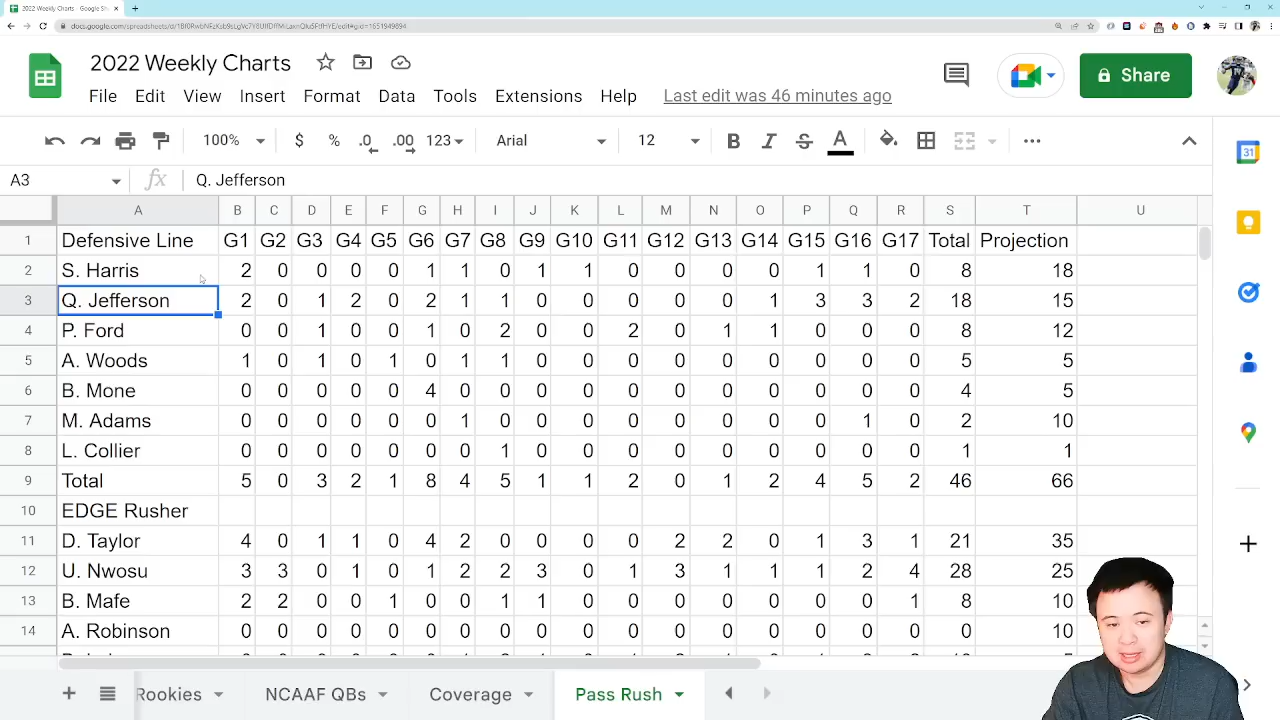 2022 Weekly Charts - Google Sh
2022 Weekly Charts
File Edit View Insert Format Data Tools Extensions Help Last edit was 46 minutes ago
Share
100% $ % .0 .00 123 Arial 12 B I S A
A3 fx Q. Jefferson
A B C D E F G H I J K L M N O P Q R S T U
1 Defensive Line G1 G2 G3 G4 G5 G6 G7 G8 G9 G10 G11 G12 G13 G14 G15 G16 G17 Total Projection
2 S. Harris 2 0 0 0 0 1 1 0 1 1 0 0 0 0 1 1 0 8 18
3 Q. Jefferson 2 0 1 2 0 2 1 1 0 0 0 0 0 1 3 3 2 18 15
4 P. Ford 0 0 1 0 0 1 0 2 0 0 2 0 1 1 0 0 0 8 12
5 A. Woods 1 0 1 0 1 0 1 1 0 0 0 0 0 0 0 0 0 5 5
6 B. Mone 0 0 0 0 0 4 0 0 0 0 0 0 0 0 0 0 0 4 5
7 M. Adams 0 0 0 0 0 0 1 0 0 0 0 0 0 0 0 1 0 2 10
8 L. Collier 0 0 0 0 0 0 0 1 0 0 0 0 0 0 0 0 0 1 1
9 Total 5 0 3 2 1 8 4 5 1 1 2 0 1 2 4 5 2 46 66
10 EDGE Rusher
11 D. Taylor 4 0 1 1 0 4 2 0 0 0 0 2 2 0 1 3 1 21 35
12 U. Nwosu 3 3 0 1 0 1 2 2 3 0 1 3 1 1 1 2 4 28 25
13 B. Mafe 2 2 0 0 1 0 0 1 1 0 0 0 0 0 0 0 1 8 10
14 A. Robinson 0 0 0 0 0 0 0 0 0 0 0 0 0 0 0 0 0 0 10
Rookies NCAAF QBs Coverage Pass Rush
31